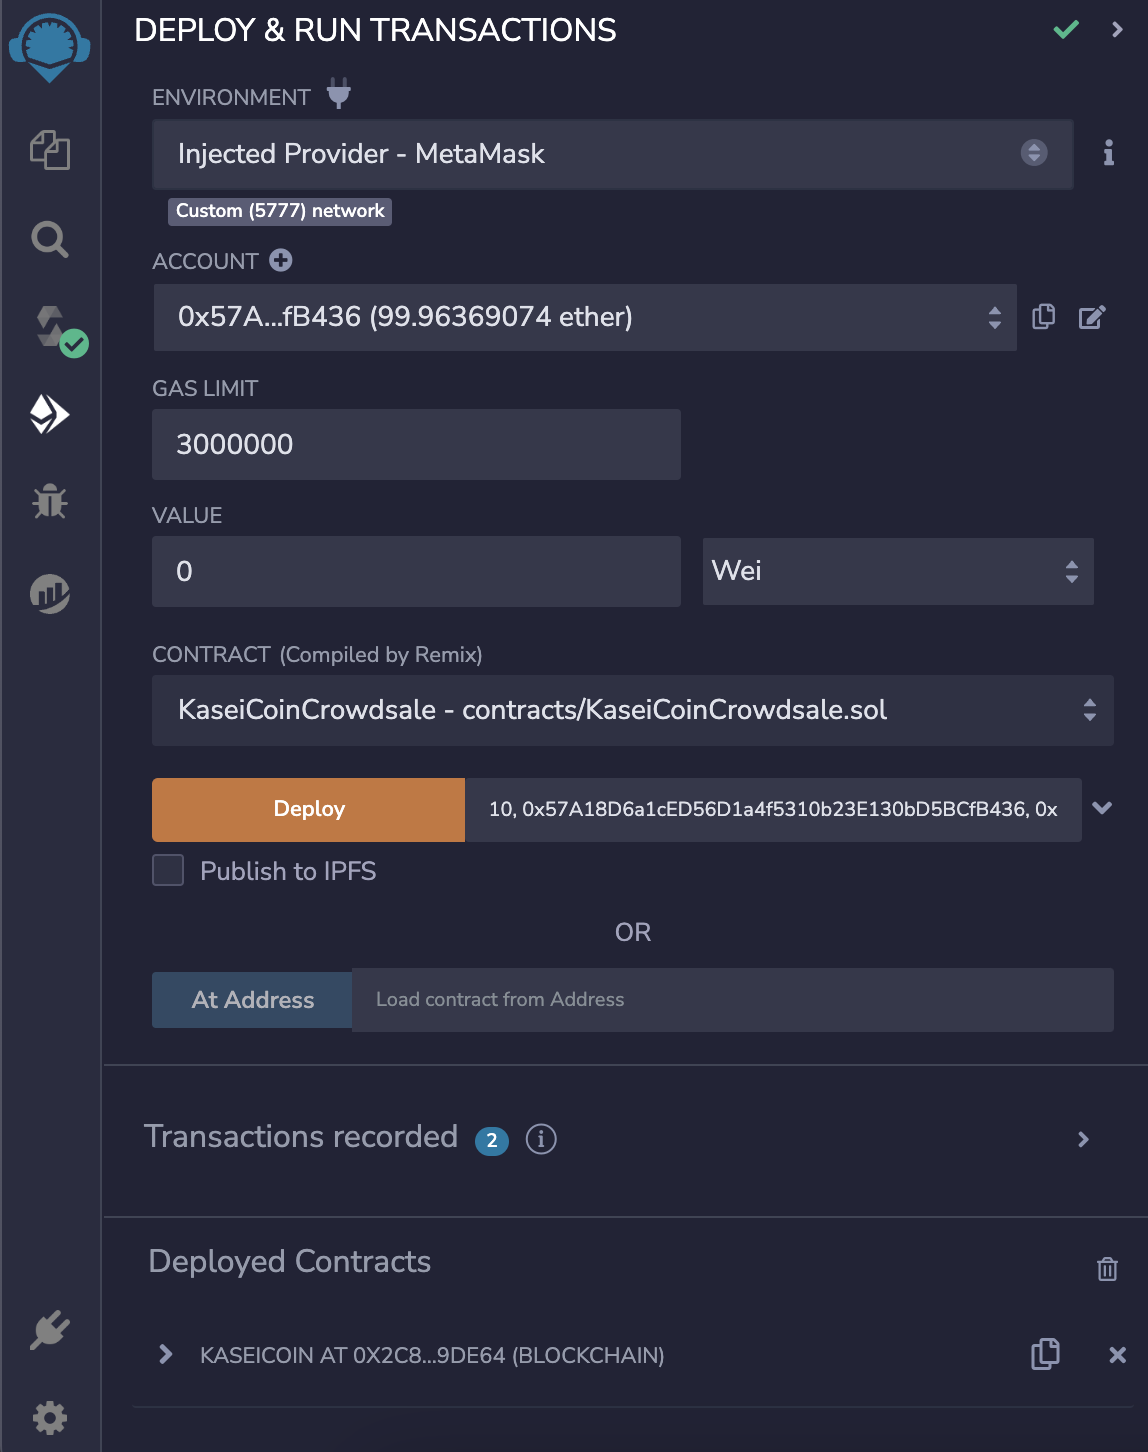 DEPLOY & RUN TRANSACTIONS
ENVIRONMENT
Injected Provider - MetaMask
Custom (5777) network
ACCOUNT
0x57A...fB436 (99.96369074 ether)
GAS LIMIT
3000000
VALUE
0
Wei
CONTRACT (Compiled by Remix)
KaseiCoinCrowdsale - contracts/KaseiCoinCrowdsale.sol
Deploy
10, 0x57A18D6a1cED56D1a4f5310b23E130bD5BCfB436, 0x
Publish to IPFS
OR
At Address
Load contract from Address
Transactions recorded 2
Deployed Contracts
KASEICOIN AT 0X2C8...9DE64 (BLOCKCHAIN)